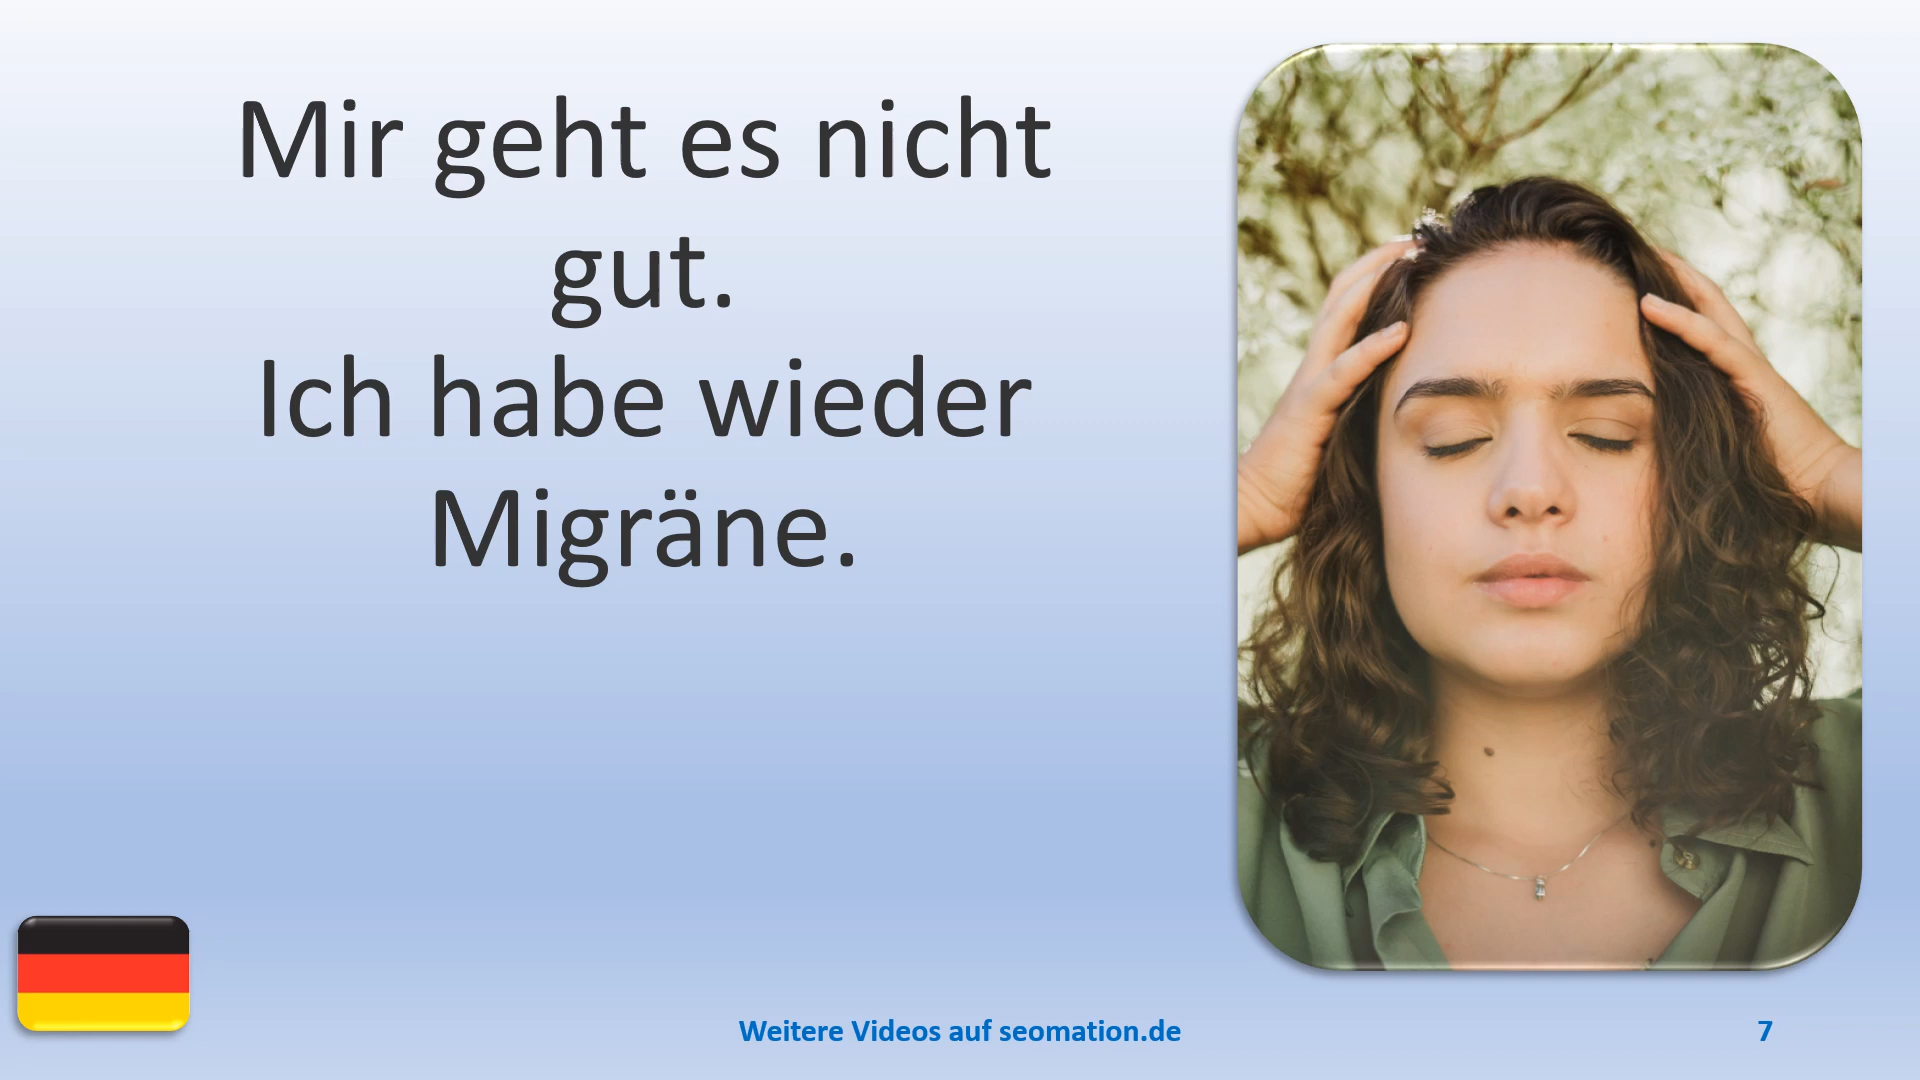 Mir geht es nicht
gut.
Ich habe wieder
Migräne.
Weitere Videos auf seomation.de
7